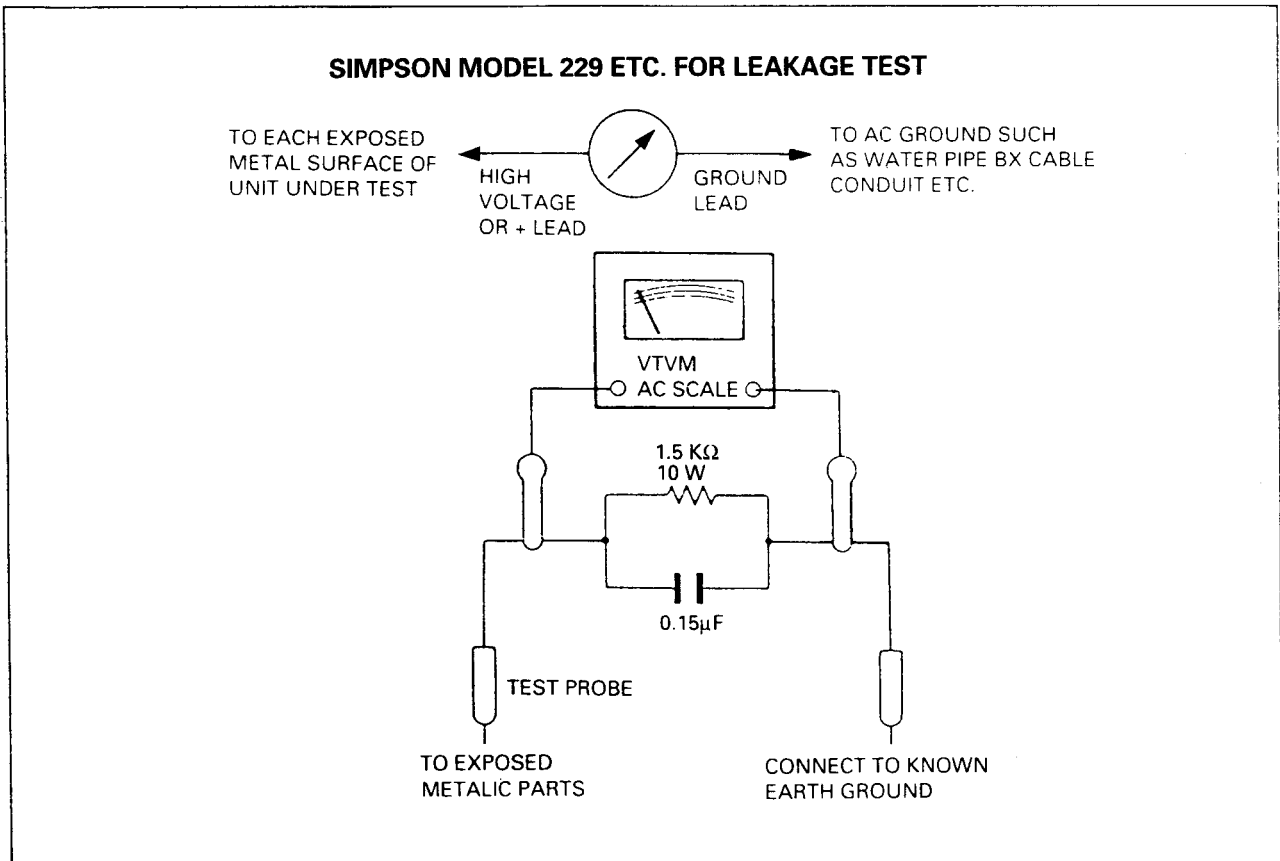 SIMPSON MODEL 229 ETC. FOR LEAKAGE TEST
TO EACH EXPOSED
METAL SURFACE OF
UNIT UNDER TEST
HIGH
VOLTAGE
OR + LEAD
GROUND
LEAD
TO AC GROUND SUCH
AS WATER PIPE BX CABLE
CONDUIT ETC.
VTVM
AC SCALE
1.5 KΩ
10 W
0.15µF
TEST PROBE
TO EXPOSED
METALIC PARTS
CONNECT TO KNOWN
EARTH GROUND